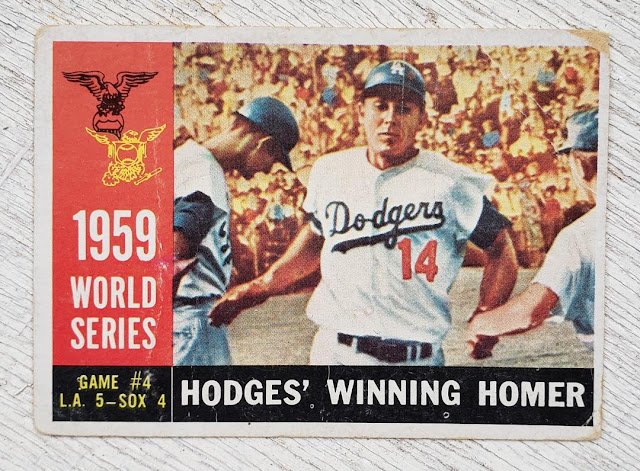 1959
WORLD
SERIES
Dodgers
14
GAME #4
L.A. 5–SOX 4
HODGES' WINNING HOMER